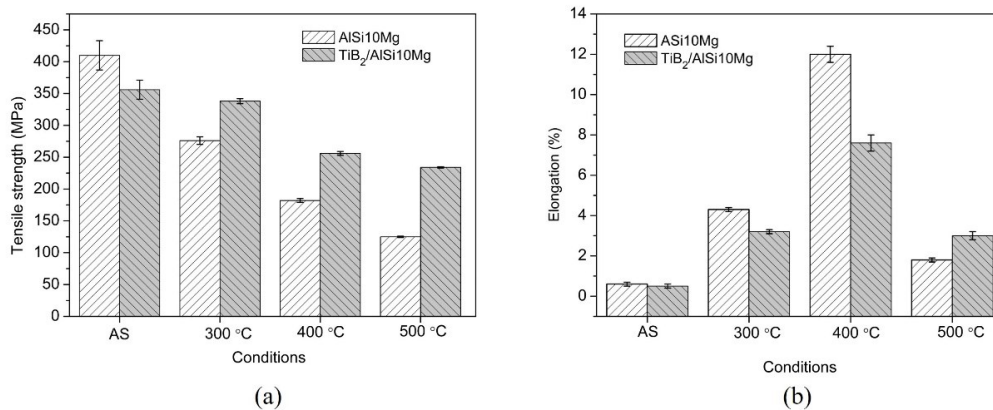 450
400
350
300
250
200
150
100
50
0
Tensile strength (MPa)
AlSi10Mg
TiB₂/AlSi10Mg
AS
300 °C
400 °C
500 °C
Conditions
(a)
14
12
10
8
6
4
2
0
Elongation (%)
ASi10Mg
TiB₂/AlSi10Mg
AS
300 °C
400 °C
500 °C
Conditions
(b)